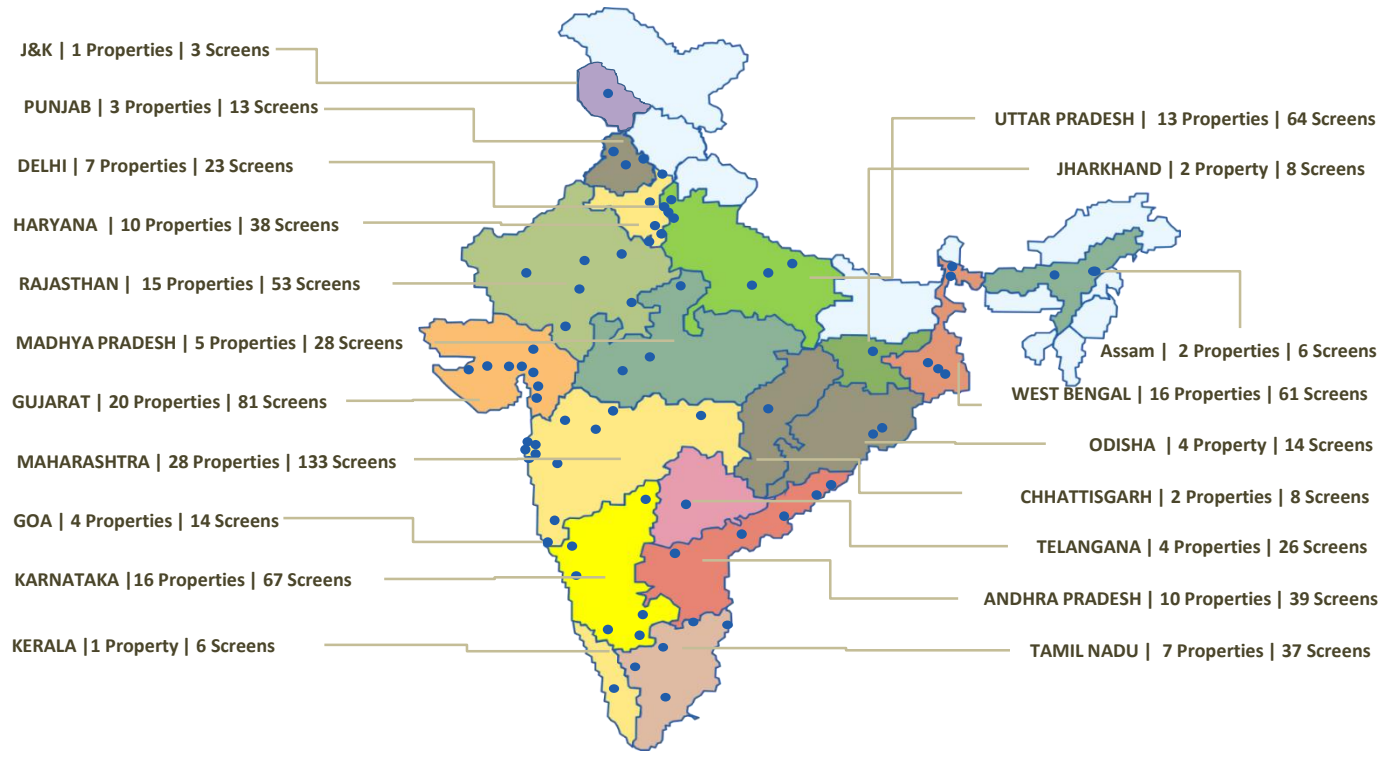 J&K | 1 Properties | 3 Screens
PUNJAB | 3 Properties | 13 Screens
DELHI | 7 Properties | 23 Screens
HARYANA | 10 Properties | 38 Screens
RAJASTHAN | 15 Properties | 53 Screens
MADHYA PRADESH | 5 Properties | 28 Screens
GUJARAT | 20 Properties | 81 Screens
MAHARASHTRA | 28 Properties | 133 Screens
GOA | 4 Properties | 14 Screens
KARNATAKA |16 Properties | 67 Screens
KERALA |1 Property | 6 Screens
UTTAR PRADESH | 13 Properties | 64 Screens
JHARKHAND | 2 Property | 8 Screens
Assam | 2 Properties | 6 Screens
WEST BENGAL | 16 Properties | 61 Screens
ODISHA | 4 Property | 14 Screens
CHHATTISGARH | 2 Properties | 8 Screens
TELANGANA | 4 Properties | 26 Screens
ANDHRA PRADESH | 10 Properties | 39 Screens
TAMIL NADU | 7 Properties | 37 Screens